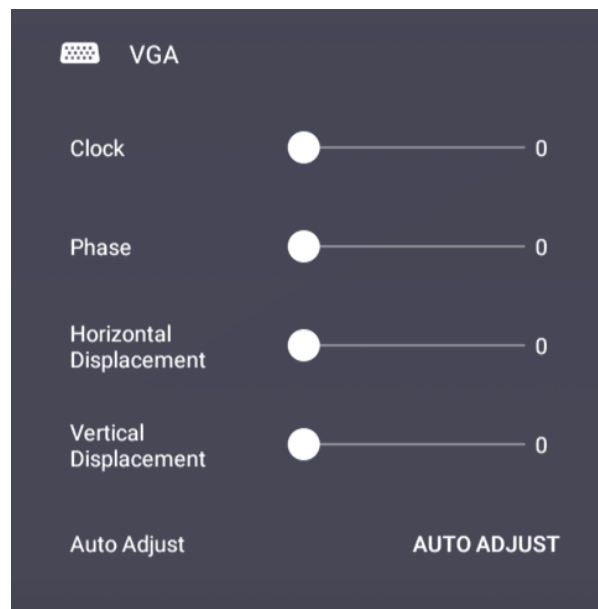 VGA
Clock 0
Phase 0
Horizontal
Displacement 0
Vertical
Displacement 0
Auto Adjust AUTO ADJUST